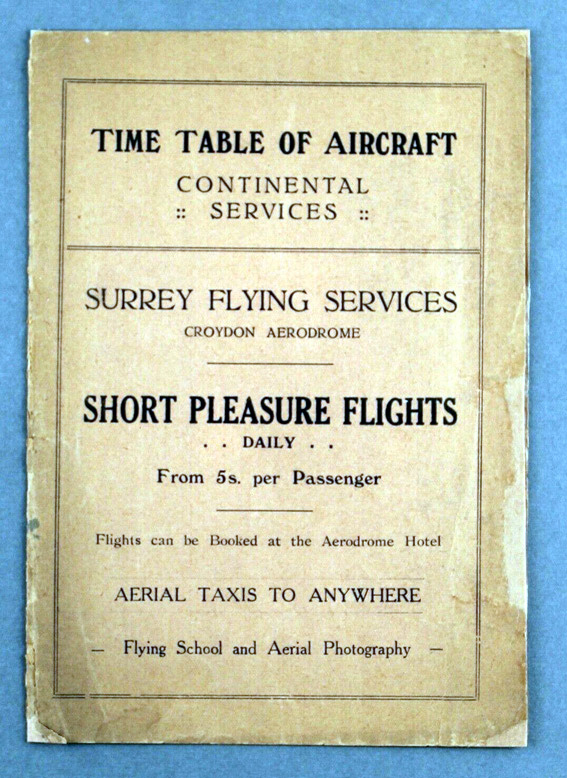 TIME TABLE OF AIRCRAFT
CONTINENTAL
:: SERVICES ::
SURREY FLYING SERVICES
CROYDON AERODROME
SHORT PLEASURE FLIGHTS
. . DAILY . .
From 5s. per Passenger
Flights can be Booked at the Aerodrome Hotel
AERIAL TAXIS TO ANYWHERE
— Flying School and Aerial Photography —